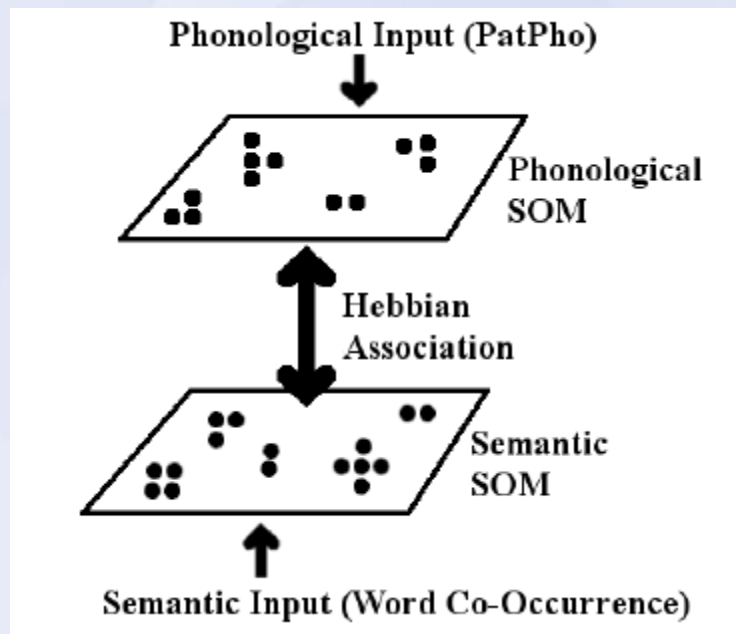 Phonological Input (PatPho)
Phonological
SOM
Hebbian
Association
Semantic
SOM
Semantic Input (Word Co-Occurrence)